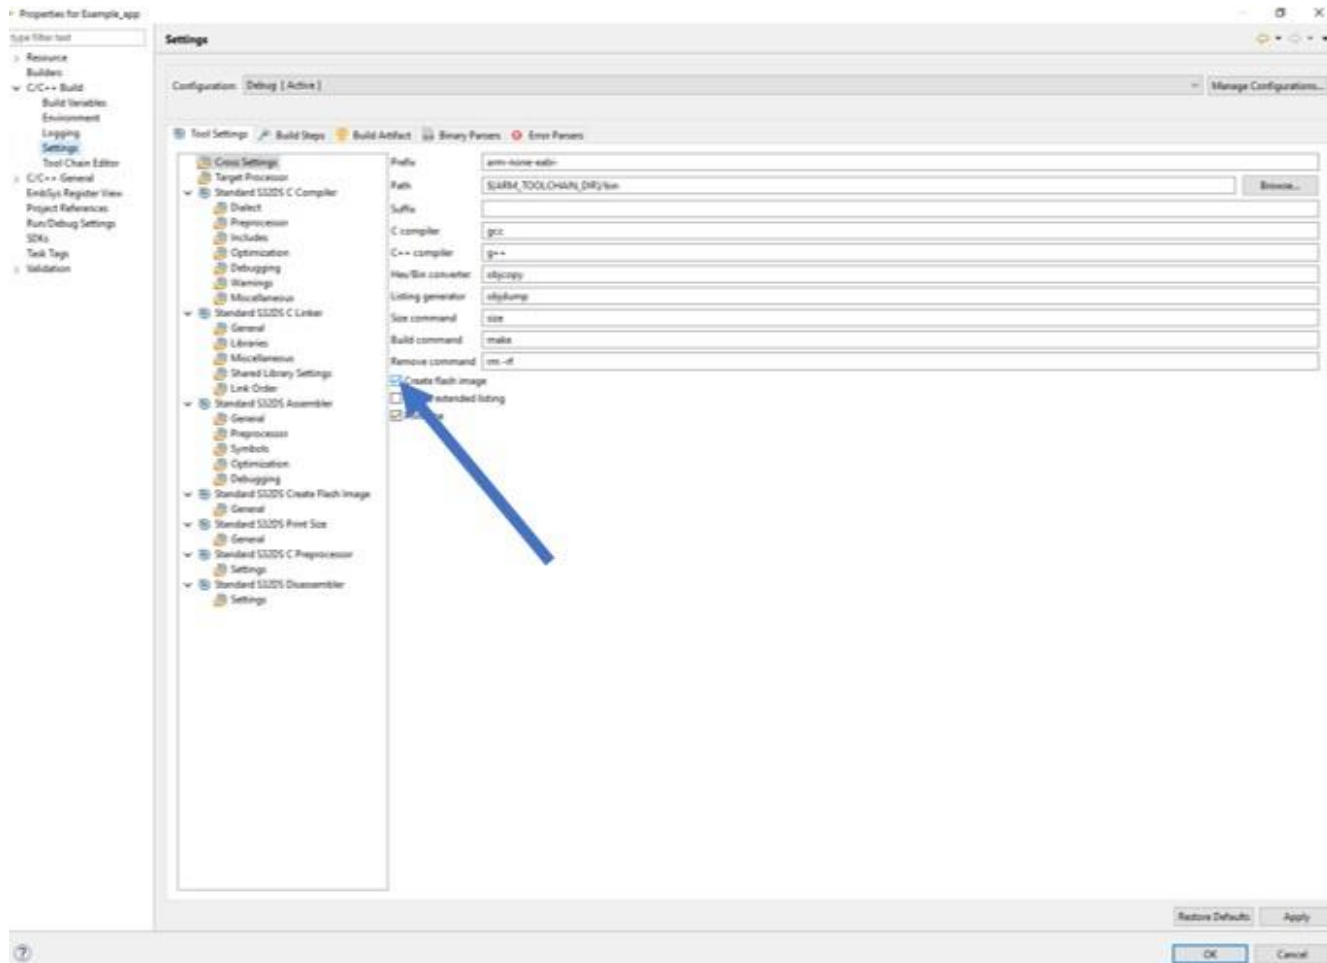 Properties for Example_app
type filter text
Resource
Builders
C/C++ Build
Build Variables
Environment
Logging
Settings
Tool Chain Editor
C/C++ General
EmbSys Register View
Project References
Run/Debug Settings
SDKs
Task Tags
Validation
Settings
Configuration: Debug [ Active ]
Manage Configurations...
Tool Settings Build Steps Build Artifact Binary Parsers Error Parsers
Cross Settings
Target Processor
Standard S32DS C Compiler
Dialect
Preprocessor
Includes
Optimization
Debugging
Warnings
Miscellaneous
Standard S32DS C Linker
General
Libraries
Miscellaneous
Shared Library Settings
Link Order
Standard S32DS Assembler
General
Preprocessor
Symbols
Optimization
Debugging
Standard S32DS Create Flash Image
General
Standard S32DS Print Size
General
Standard S32DS C Preprocessor
Settings
Standard S32DS Disassembler
Settings
Prefix arm-none-eabi-
Path ${ARM_TOOLCHAIN_DIR}/bin Browse...
Suffix
C compiler gcc
C++ compiler g++
Hex/Bin converter objcopy
Listing generator objdump
Size command size
Build command make
Remove command rm -rf
Create flash image
extended listing
Restore Defaults Apply
OK Cancel